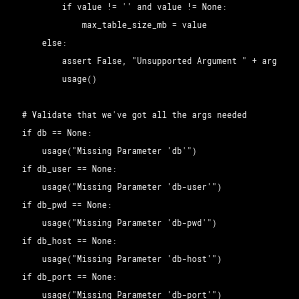 if value != '' and value != None:
max_table_size_mb = value
else:
assert False, "Unsupported Argument " + arg
usage()
# Validate that we've got all the args needed
if db == None:
usage("Missing Parameter 'db'")
if db_user == None:
usage("Missing Parameter 'db-user'")
if db_pwd == None:
usage("Missing Parameter 'db-pwd'")
if db_host == None:
usage("Missing Parameter 'db-host'")
if db_port == None:
usage("Missing Parameter 'db-port'")